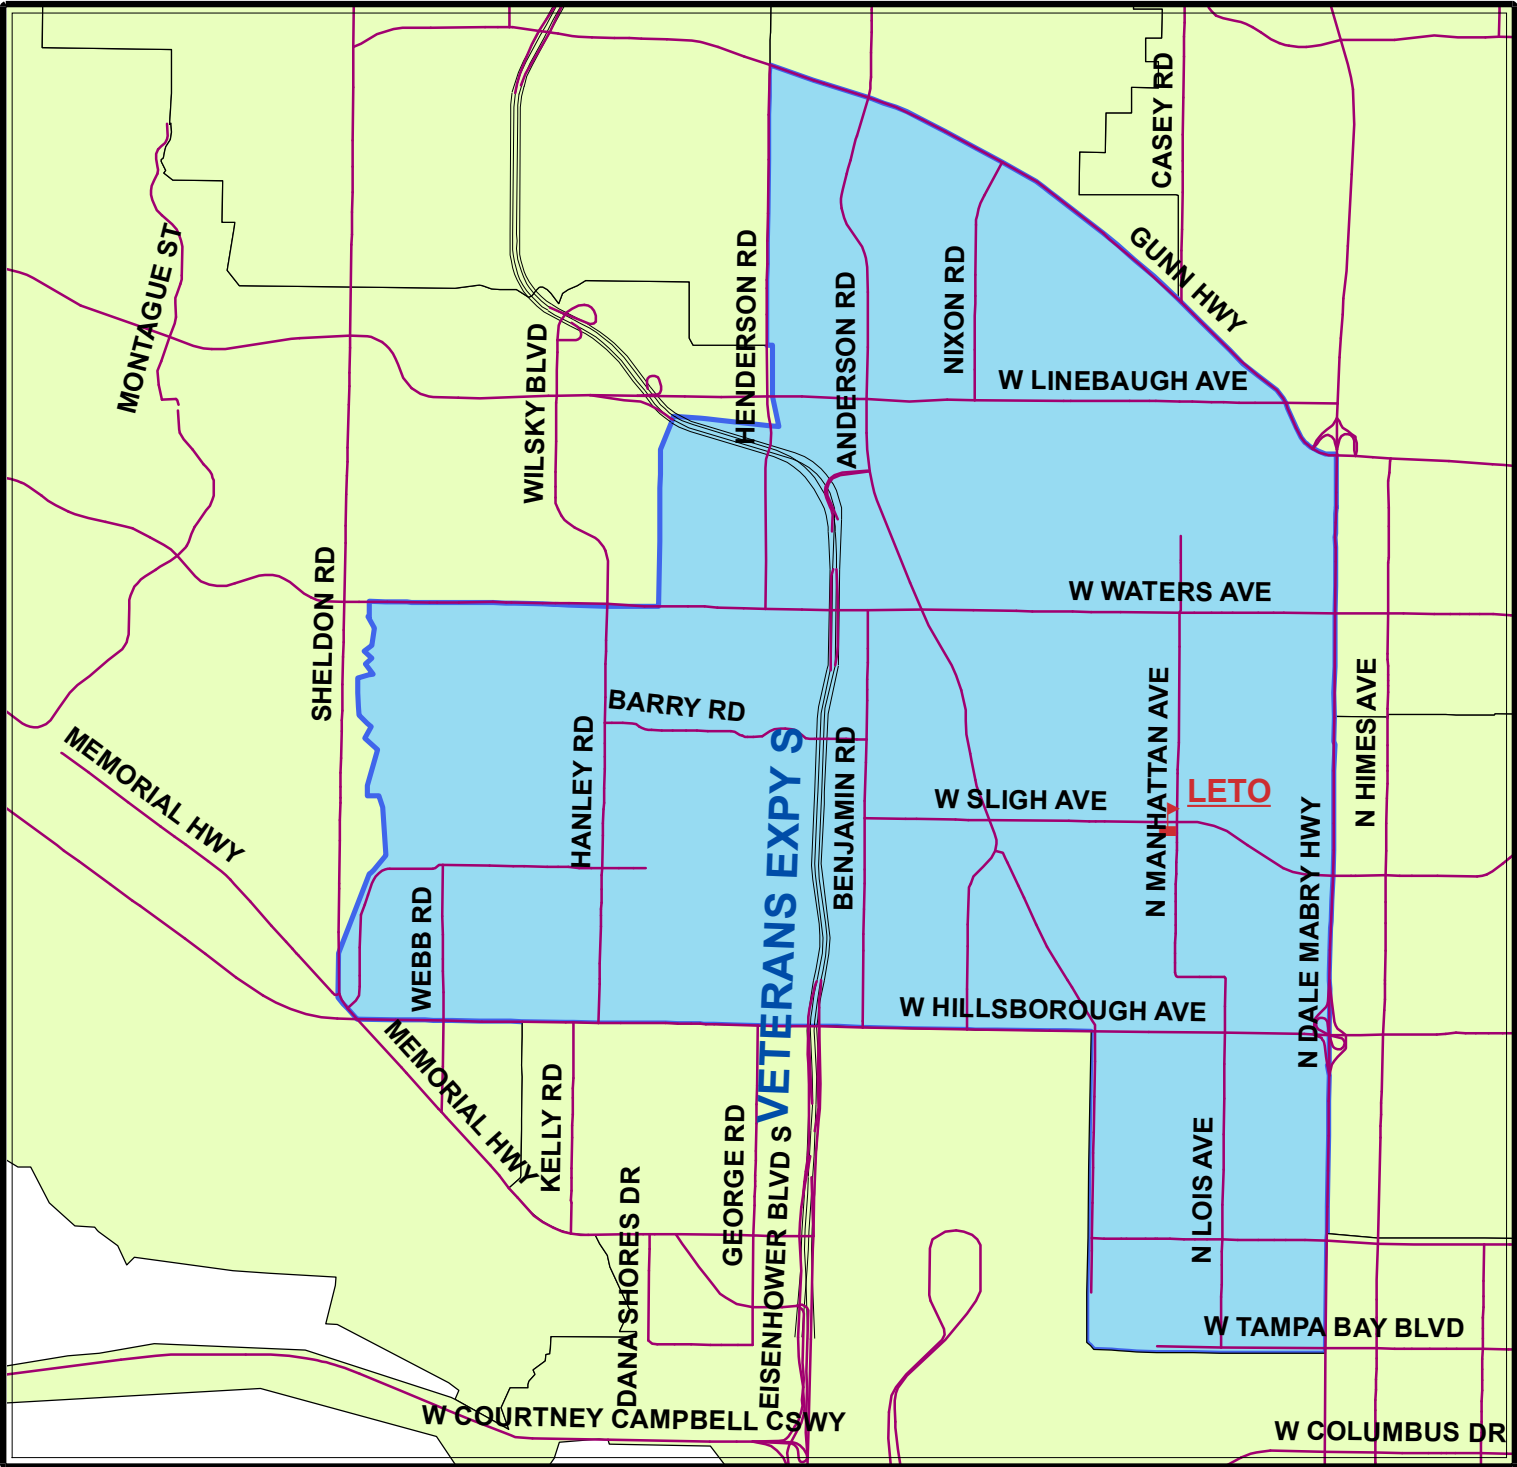 CASEY RD
MONTAGUE ST
GUNN HWY
HENDERSON RD
NIXON RD
ANDERSON RD
WILSKY BLVD
W LINEBAUGH AVE
SHELDON RD
W WATERS AVE
BARRY RD
N MANHATTAN AVE
N HIMES AVE
MEMORIAL HWY
HANLEY RD
VETERANS EXPY S
BENJAMIN RD
W SLIGH AVE
LETO
N DALE MABRY HWY
WEBB RD
W HILLSBOROUGH AVE
MEMORIAL HWY
KELLY RD
GEORGE RD
EISENHOWER BLVD S
N LOIS AVE
DANA SHORES DR
W TAMPA BAY BLVD
W COURTNEY CAMPBELL CSWY
W COLUMBUS DR